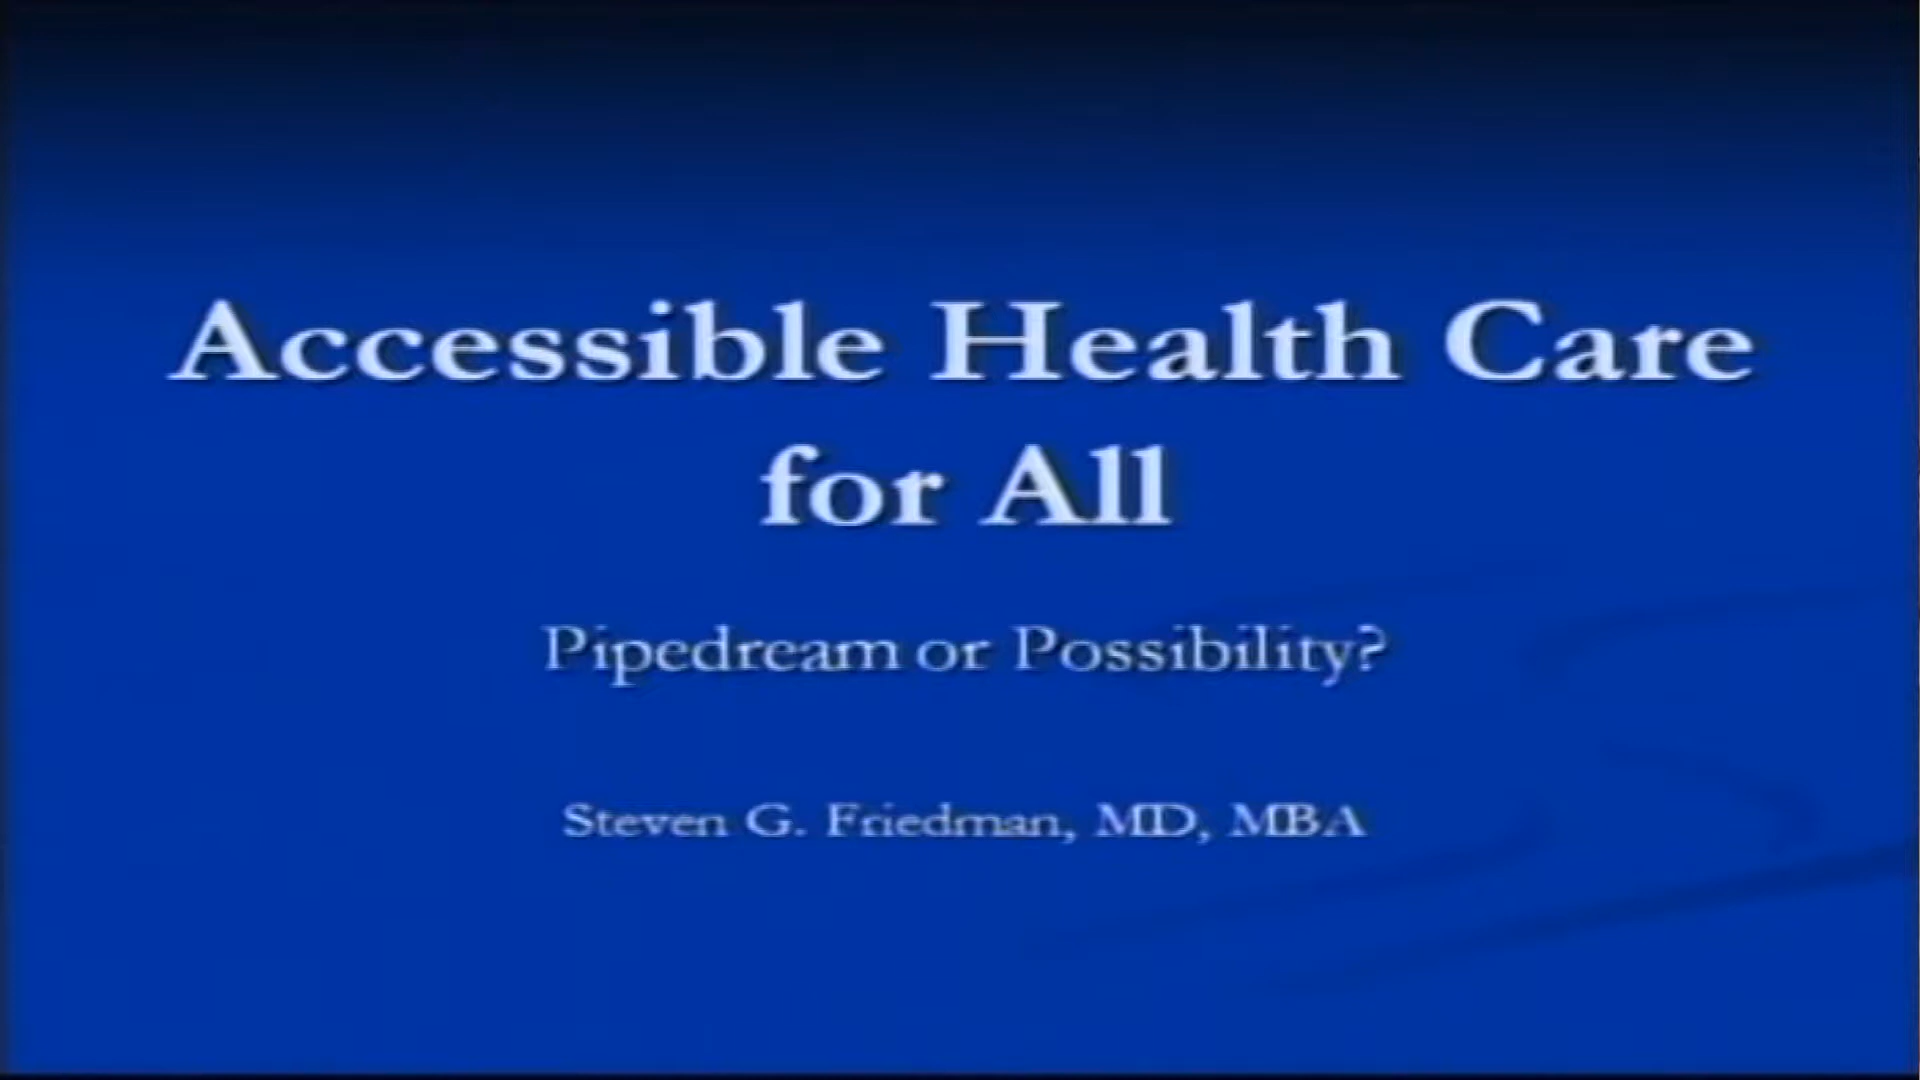 Accessible Health Care
for All
Pipedream or Possibility?
Steven G. Friedman, MD, MBA